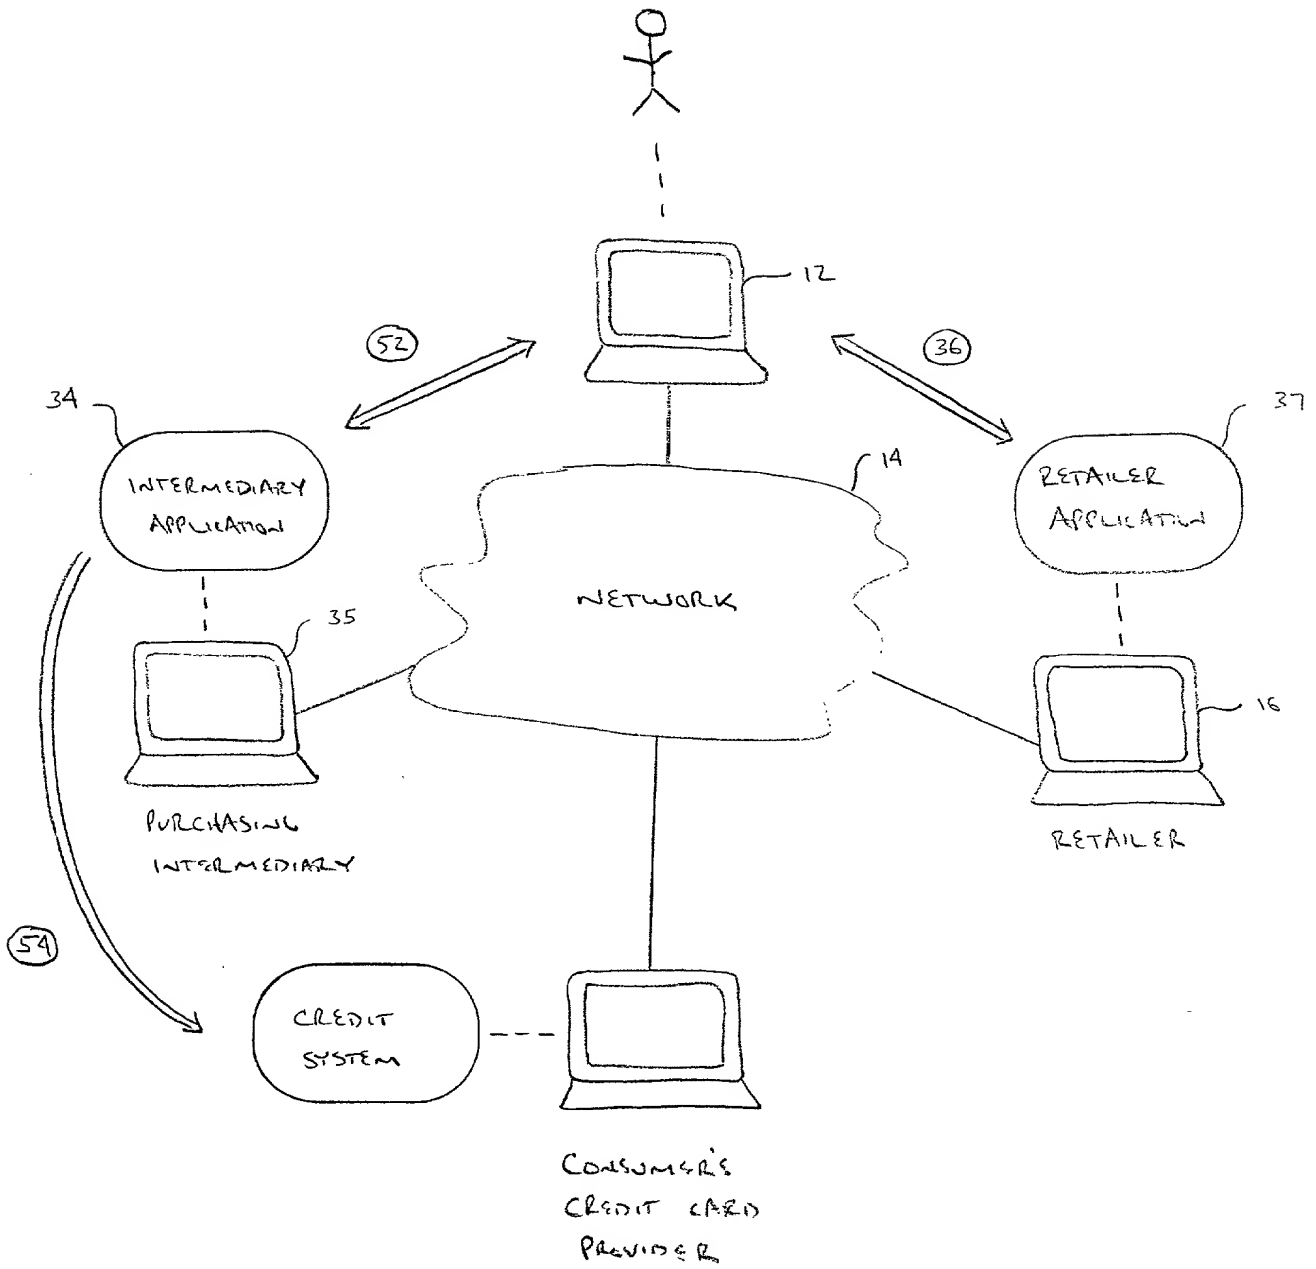 12
52
36
34
37
14
INTERMEDIARY
APPLICATION
RETAILER
APPLICATION
NETWORK
35
16
PURCHASING
INTERMEDIARY
RETAILER
54
CREDIT
SYSTEM
CONSUMER'S
CREDIT CARD
PROVIDER